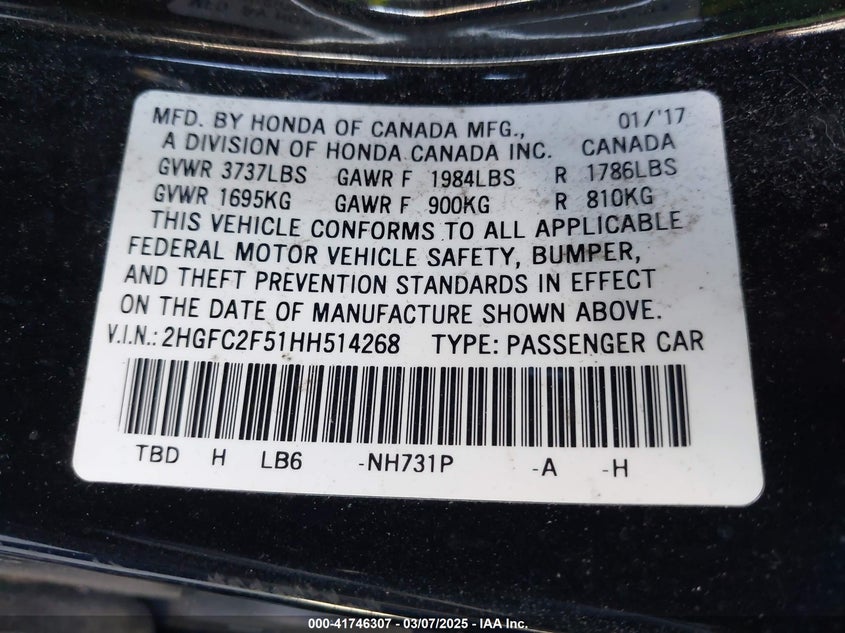 MFD. BY HONDA OF CANADA MFG., 01/'17
A DIVISION OF HONDA CANADA INC. CANADA
GVWR 3737LBS GAWR F 1984LBS R 1786LBS
GVWR 1695KG GAWR F 900KG R 810KG
THIS VEHICLE CONFORMS TO ALL APPLICABLE
FEDERAL MOTOR VEHICLE SAFETY, BUMPER,
AND THEFT PREVENTION STANDARDS IN EFFECT
ON THE DATE OF MANUFACTURE SHOWN ABOVE.
V.I.N.: 2HGFC2F51HH514268 TYPE: PASSENGER CAR
TBD H LB6 -NH731P -A -H
000-41746307 - 03/07/2025 - IAA Inc.